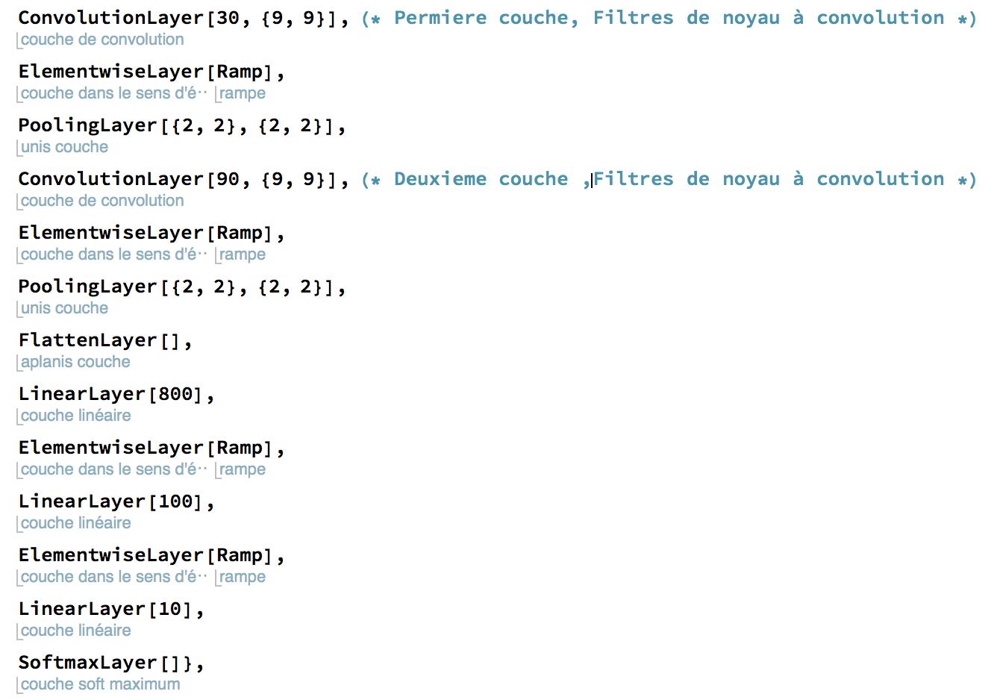 ConvolutionLayer[30, {9, 9}], (* Permiere couche, Filtres de noyau à convolution *)
couche de convolution
ElementwiseLayer[Ramp],
couche dans le sens d'é·· rampe
PoolingLayer[{2, 2}, {2, 2}],
unis couche
ConvolutionLayer[90, {9, 9}], (* Deuxieme couche ,Filtres de noyau à convolution *)
couche de convolution
ElementwiseLayer[Ramp],
couche dans le sens d'é·· rampe
PoolingLayer[{2, 2}, {2, 2}],
unis couche
FlattenLayer[],
aplanis couche
LinearLayer[800],
couche linéaire
ElementwiseLayer[Ramp],
couche dans le sens d'é·· rampe
LinearLayer[100],
couche linéaire
ElementwiseLayer[Ramp],
couche dans le sens d'é·· rampe
LinearLayer[10],
couche linéaire
SoftmaxLayer[]},
couche soft maximum